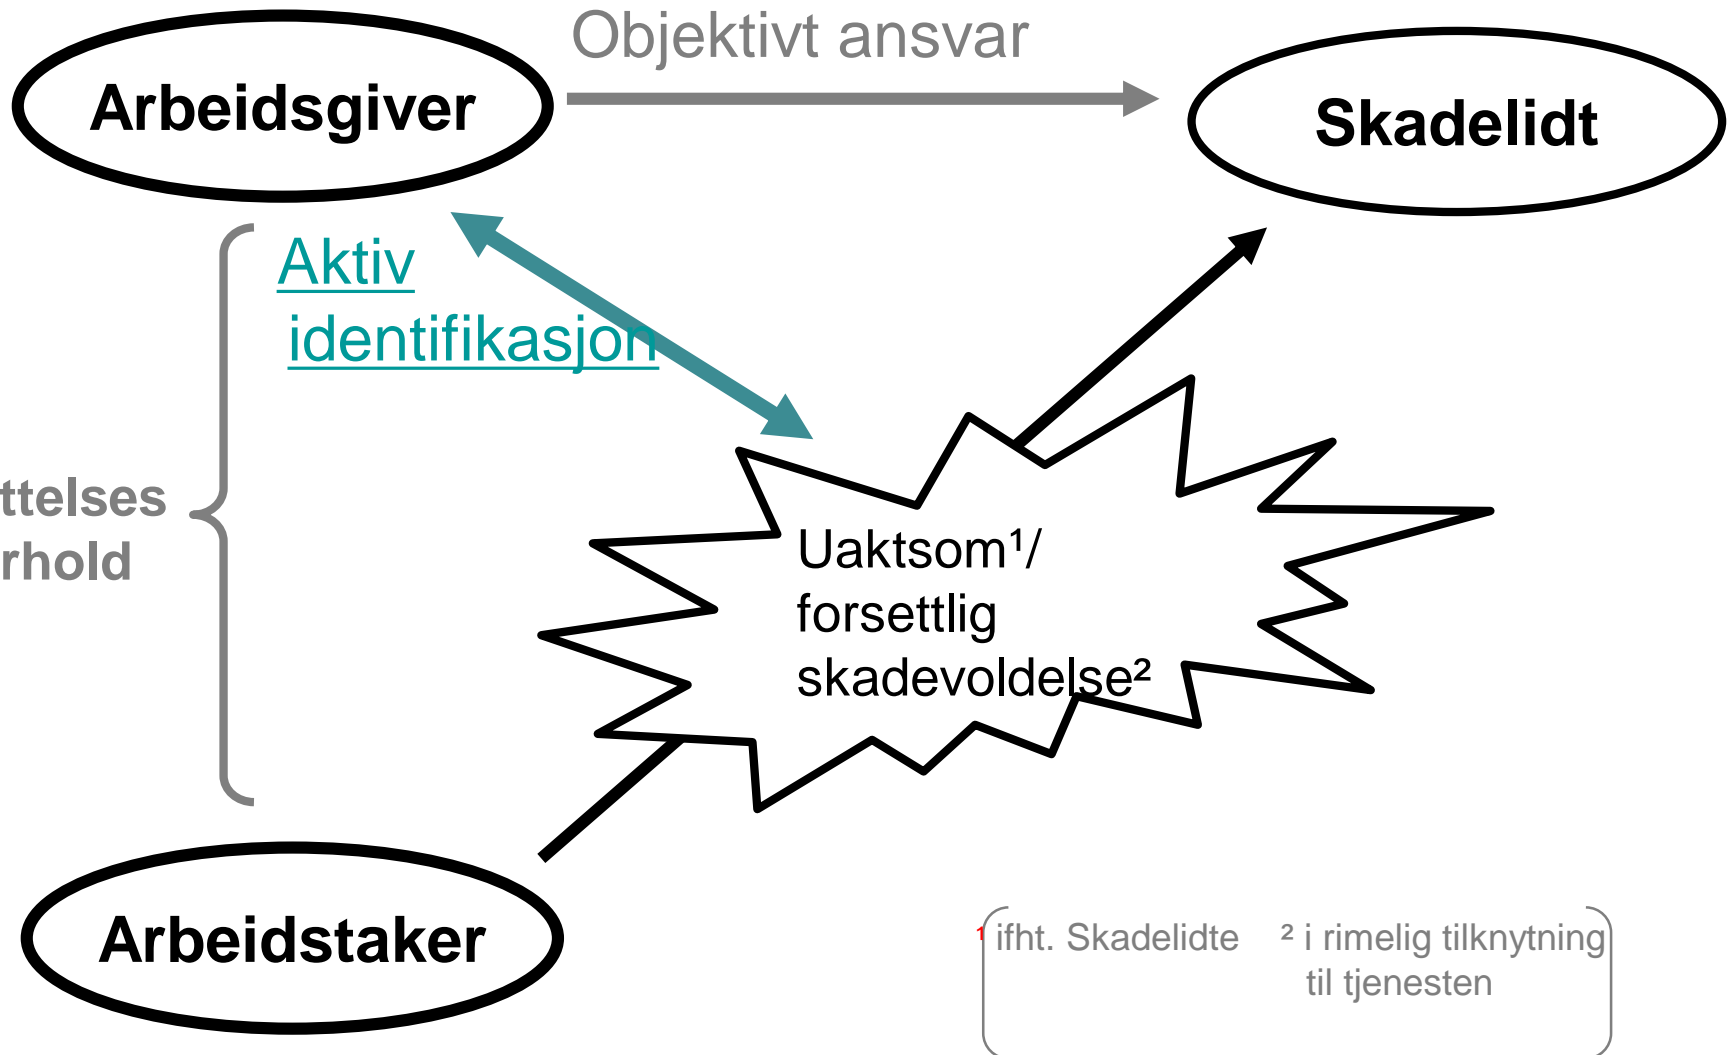 Objektivt ansvar
Arbeidsgiver
Skadelidt
Aktiv
identifikasjon
ttelses
rhold
Uaktsom¹/
forsettlig
skadevoldelse²
Arbeidstaker
¹ ifht. Skadelidte ² i rimelig tilknytning
til tjenesten